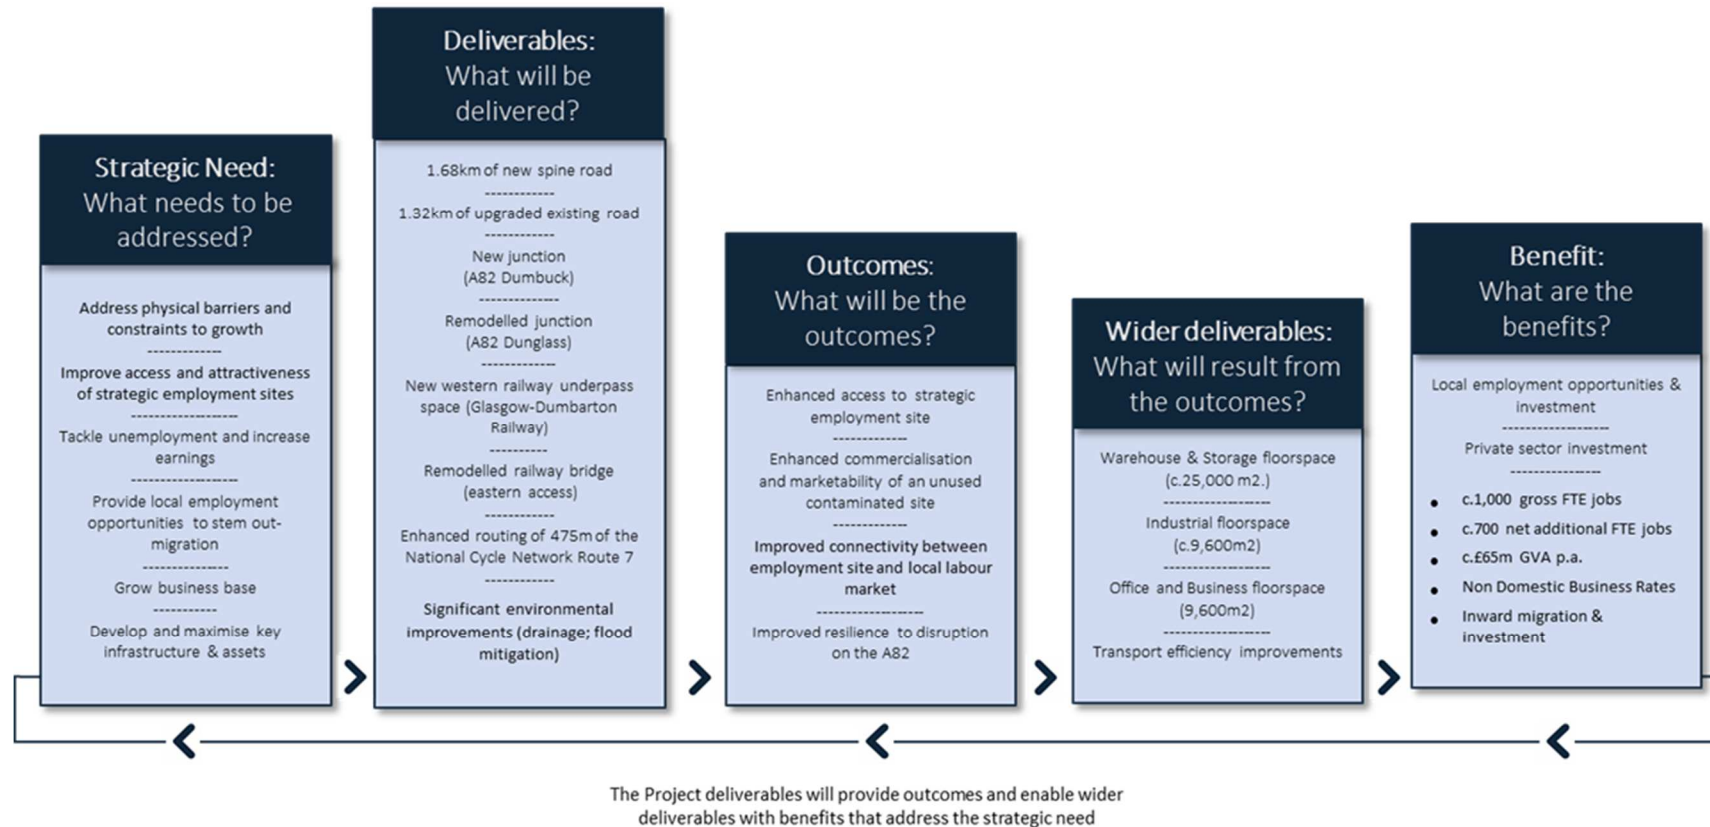 Strategic Need:
What needs to be
addressed?
Address physical barriers and
constraints to growth
-------------
Improve access and attractiveness
of strategic employment sites
-------------------
Tackle unemployment and increase
earnings
-------------------
Provide local employment
opportunities to stem out-
migration
---------------
Grow business base
-----------
Develop and maximise key
infrastructure & assets
Deliverables:
What will be
delivered?
1.68km of new spine road
------------
1.32km of upgraded existing road
------------
New junction
(A82 Dumbuck)
--------------
Remodelled junction
(A82 Dunglass)
---------------
New western railway underpass
space (Glasgow-Dumbarton
Railway)
---------------
Remodelled railway bridge
(eastern access)
------------
Enhanced routing of 475m of the
National Cycle Network Route 7
------------
Significant environmental
improvements (drainage; flood
mitigation)
Outcomes:
What will be the
outcomes?
Enhanced access to strategic
employment site
-------------
Enhanced commercialisation
and marketability of an unused
contaminated site
-------------
Improved connectivity between
employment site and local labour
market
-------------------
Improved resilience to disruption
on the A82
Wider deliverables:
What will result from
the outcomes?
Warehouse & Storage floorspace
(c.25,000 m2.)
-------------------
Industrial floorspace
(c.9,600m2)
-------------------
Office and Business floorspace
(9,600m2)
-------------------
Transport efficiency improvements
Benefit:
What are the
benefits?
Local employment opportunities &
investment
-------------------
Private sector investment
----------------
• c.1,000 gross FTE jobs
• c.700 net additional FTE jobs
• c.£65m GVA p.a.
• Non Domestic Business Rates
• Inward migration &
investment
The Project deliverables will provide outcomes and enable wider
deliverables with benefits that address the strategic need